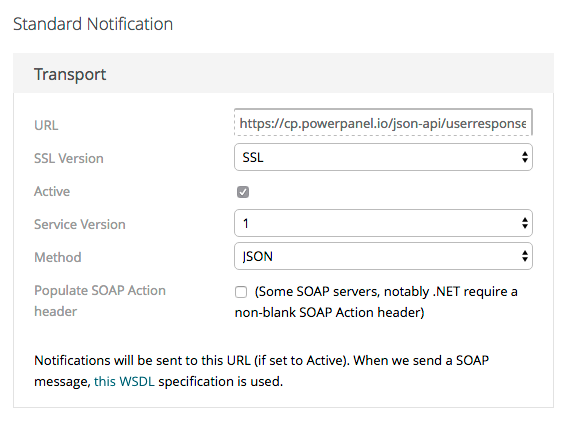 Standard Notification
Transport
URL
https://cp.powerpanel.io/json-api/userresponse
SSL Version
SSL
Active
Service Version
1
Method
JSON
Populate SOAP Action
header
(Some SOAP servers, notably .NET require a
non-blank SOAP Action header)
Notifications will be sent to this URL (if set to Active). When we send a SOAP
message, this WSDL specification is used.